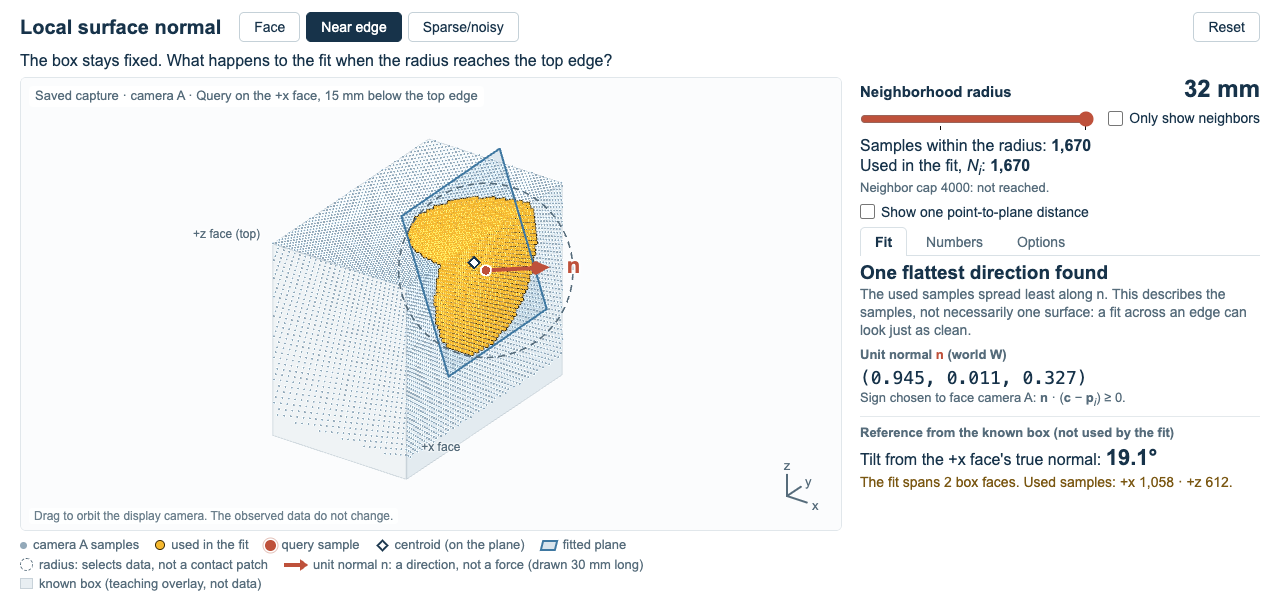 Local surface normal
Face
Near edge
Sparse/noisy
Reset
The box stays fixed. What happens to the fit when the radius reaches the top edge?
Saved capture · camera A · Query on the +x face, 15 mm below the top edge
+z face (top)
n
+x face
z
y
x
Drag to orbit the display camera. The observed data do not change.
camera A samples
used in the fit
query sample
centroid (on the plane)
fitted plane
radius: selects data, not a contact patch
unit normal n: a direction, not a force (drawn 30 mm long)
known box (teaching overlay, not data)
Neighborhood radius
32 mm
Only show neighbors
Samples within the radius: 1,670
Used in the fit, Ni: 1,670
Neighbor cap 4000: not reached.
Show one point-to-plane distance
Fit
Numbers
Options
One flattest direction found
The used samples spread least along n. This describes the
samples, not necessarily one surface: a fit across an edge can
look just as clean.
Unit normal n (world W)
(0.945, 0.011, 0.327)
Sign chosen to face camera A: n · (c − pi) ≥ 0.
Reference from the known box (not used by the fit)
Tilt from the +x face's true normal: 19.1°
The fit spans 2 box faces. Used samples: +x 1,058 · +z 612.